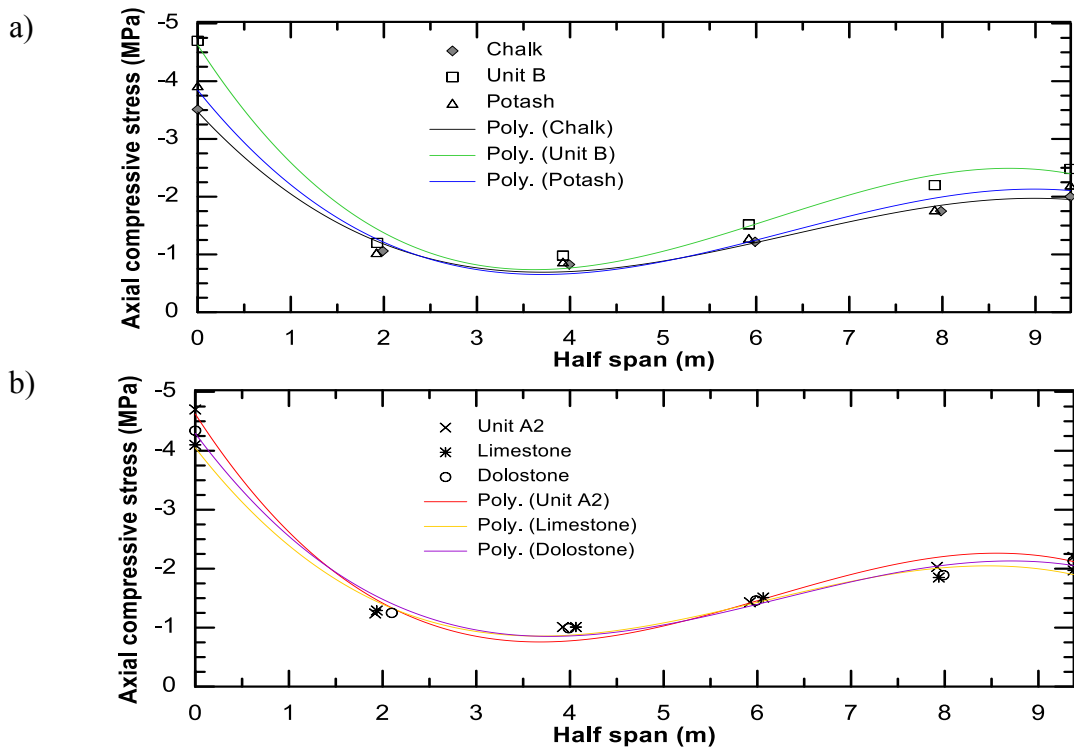 a)
Axial compressive stress (MPa)
-5
-4
-3
-2
-1
0
Chalk
Unit B
Potash
Poly. (Chalk)
Poly. (Unit B)
Poly. (Potash)
0 1 2 3 4 5 6 7 8 9
Half span (m)
b)
Axial compressive stress (MPa)
-5
-4
-3
-2
-1
0
Unit A2
Limestone
Dolostone
Poly. (Unit A2)
Poly. (Limestone)
Poly. (Dolostone)
0 1 2 3 4 5 6 7 8 9
Half span (m)